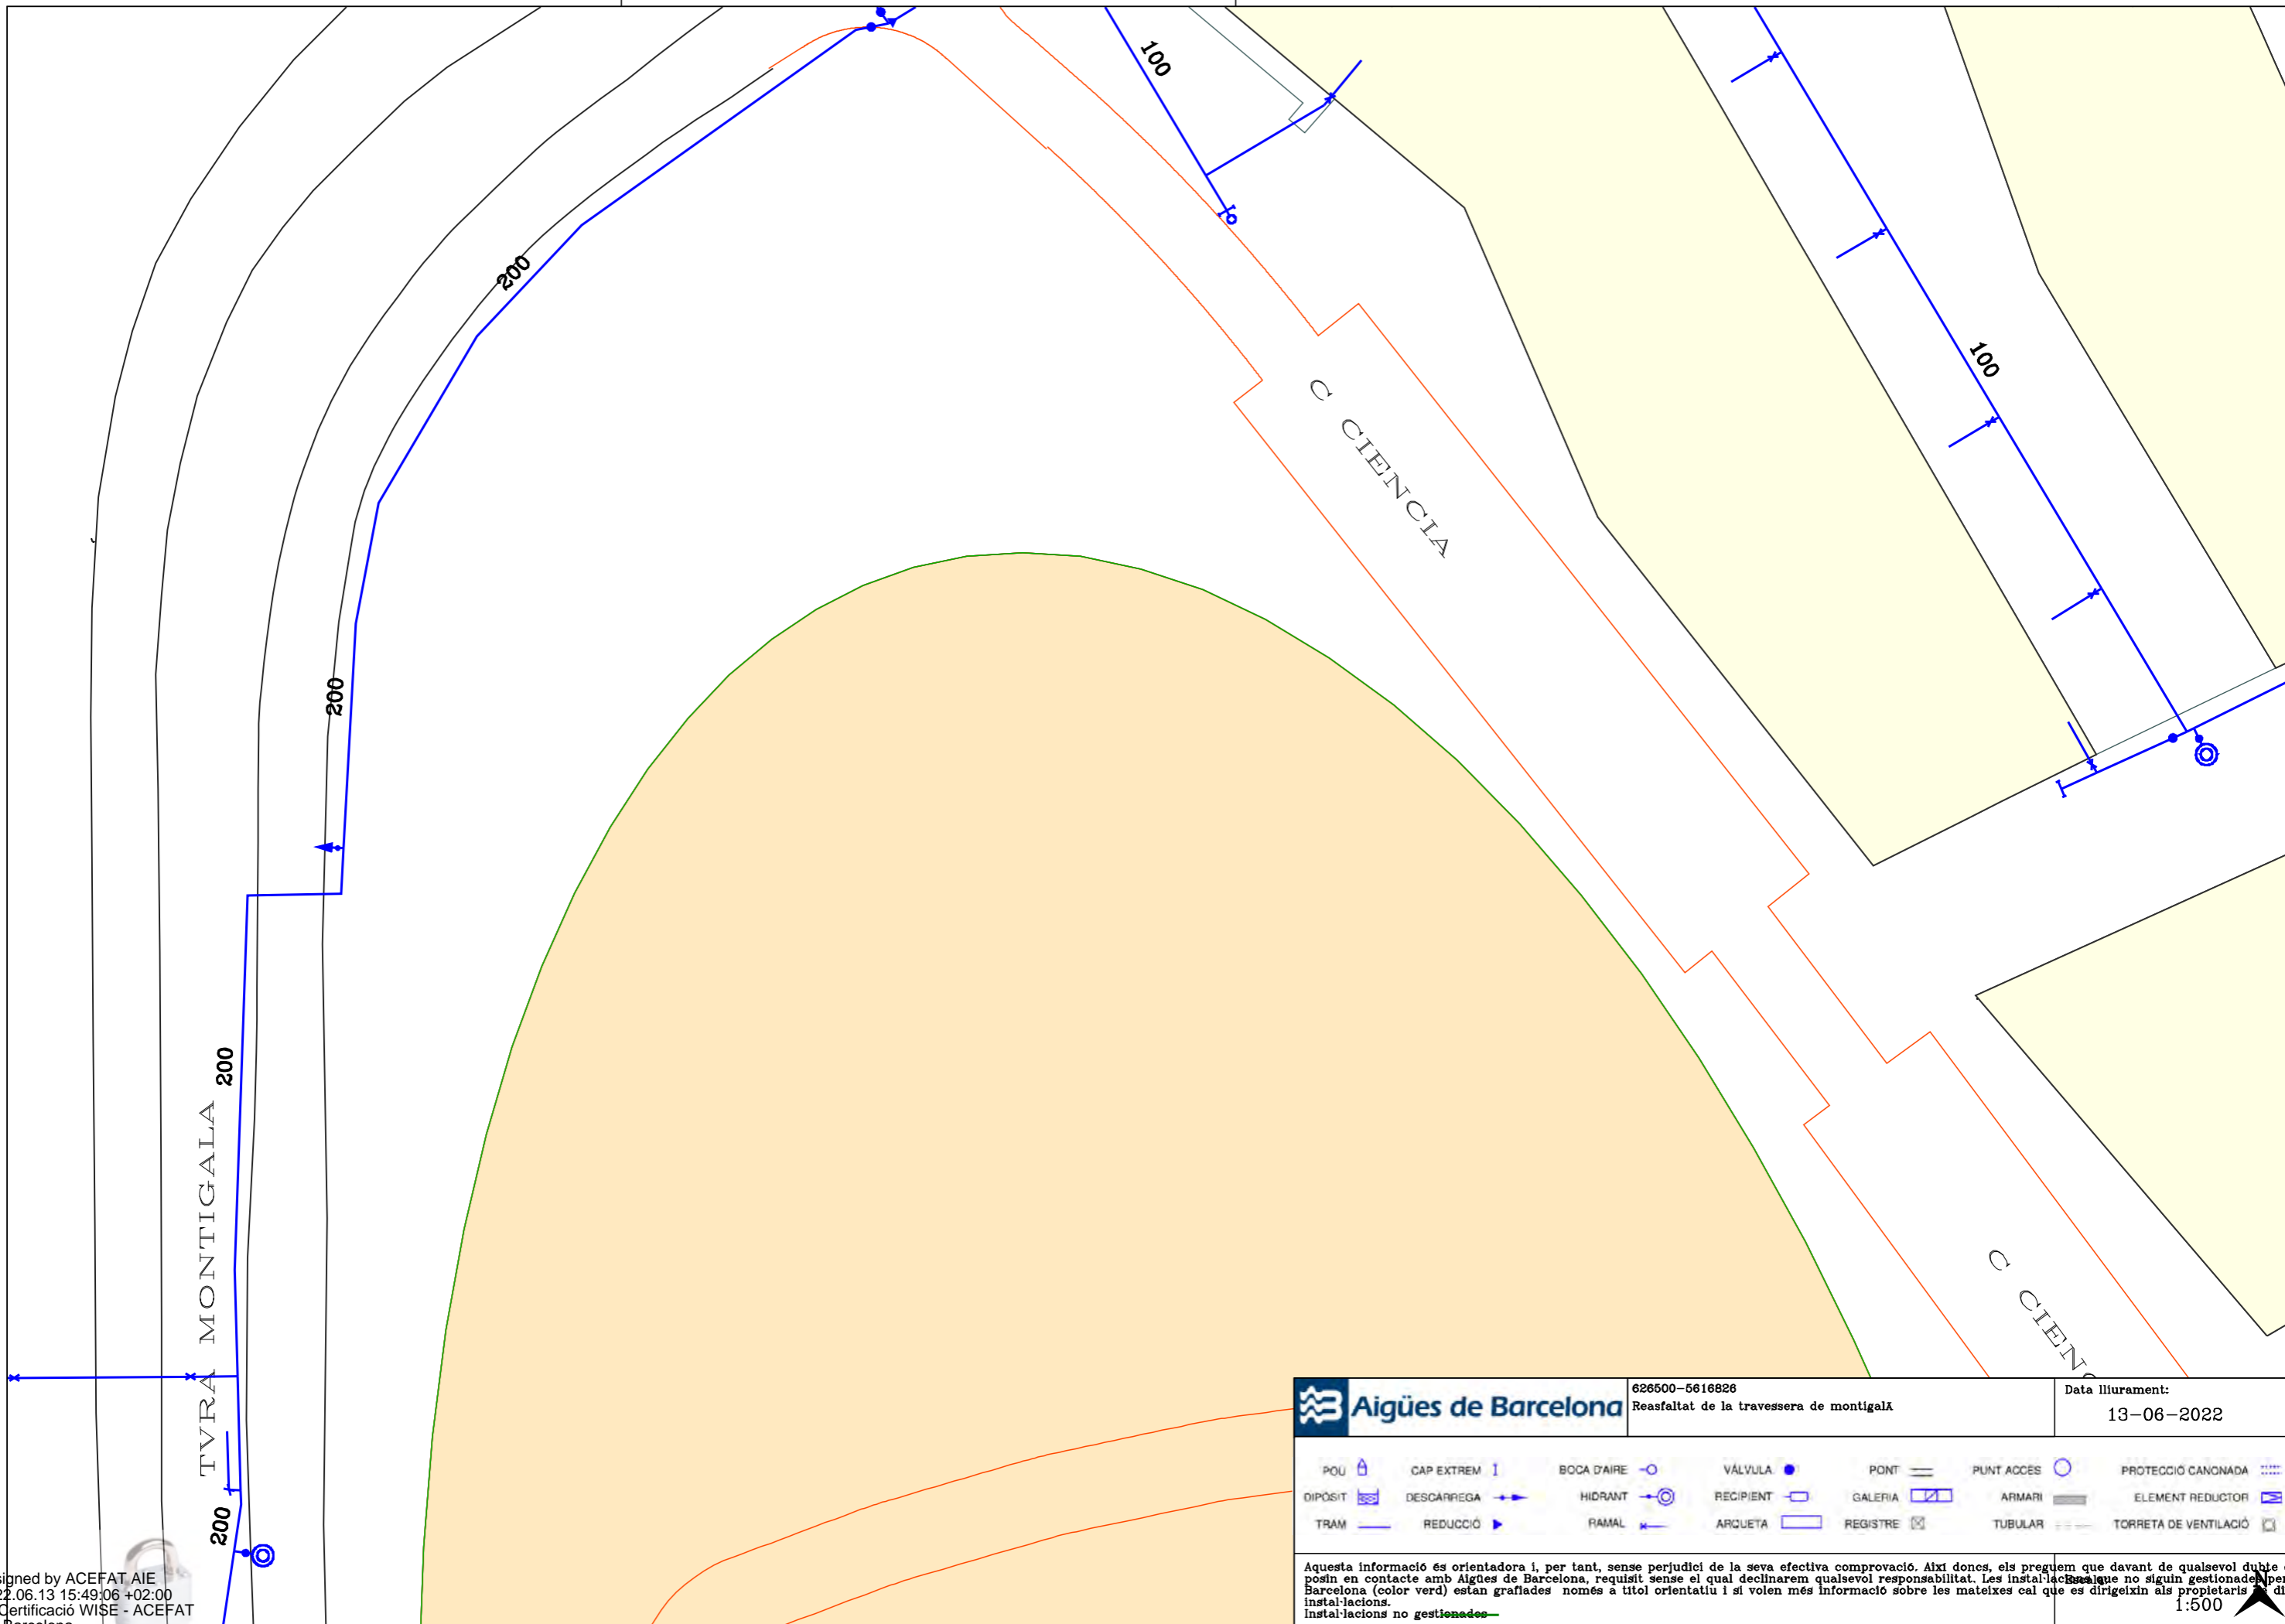 100
200
100
C CIENCIA
200
200
TVRA MONTIGALA
C CIEN
200
Aigües de Barcelona
626500-5616826
Reasfaltat de la travessera de montigalÄ
Data lliurament:
13-06-2022
POU CAP EXTREM BOCA D'AIRE VÀLVULA PONT PUNT ACCÉS PROTECCIÓ CANONADA
DIPÒSIT DESCÀRREGA HIDRANT RECIPIENT GALERIA ARMARI ELEMENT REDUCTOR
TRAM REDUCCIÓ RAMAL ARQUETA REGISTRE TUBULAR TORRETA DE VENTILACIÓ
Aquesta informació és orientadora i, per tant, sense perjudici de la seva efectiva comprovació. Així doncs, els preguem que davant de qualsevol dubte
posin en contacte amb Aigües de Barcelona, requisit sense el qual declinarem qualsevol responsabilitat. Les instal·lacions que no siguin gestionades per
Barcelona (color verd) estan grafiades només a títol orientatiu i si volen més informació sobre les mateixes cal que es dirigeixin als propietaris
instal·lacions.
Instal·lacions no gestionades
Escala:
1:500
N
igned by ACEFAT AIE
22.06.13 15:49:06 +02:00
Certificació WISE - ACEFAT
Barcelona